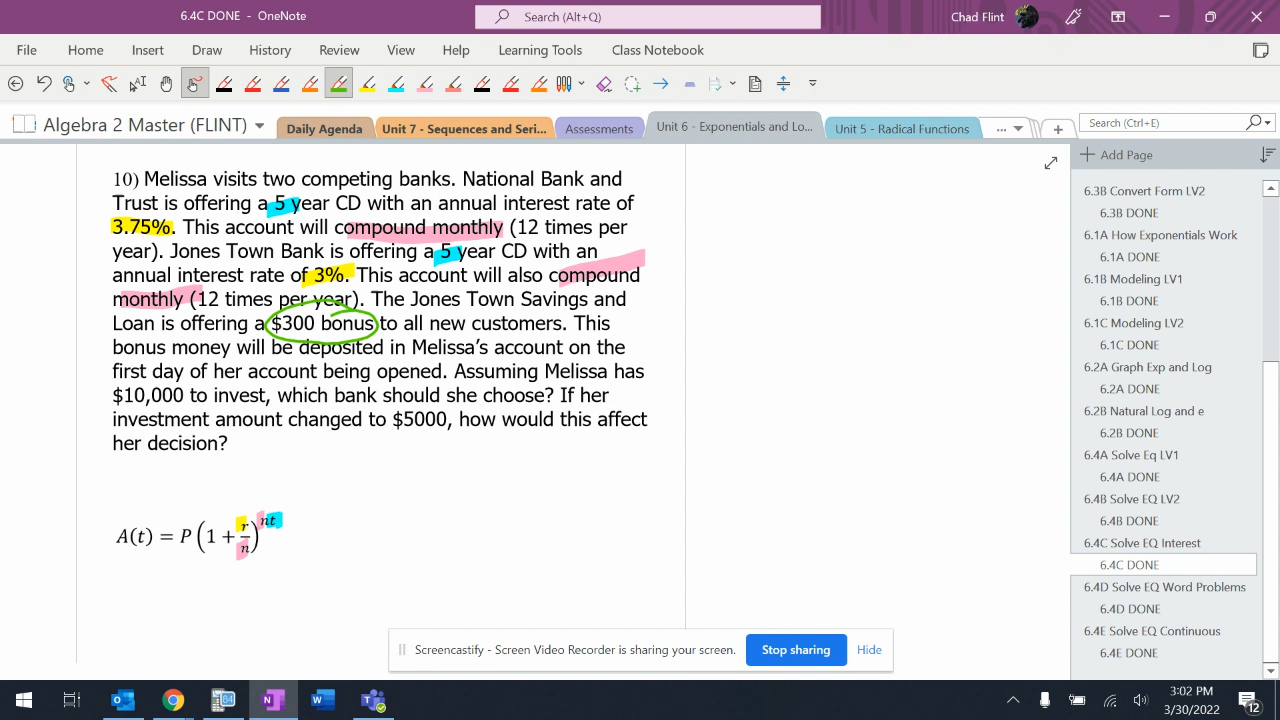 6.4C DONE - OneNote
Search (Alt+Q)
Chad Flint
File Home Insert Draw History Review View Help Learning Tools Class Notebook
Algebra 2 Master (FLINT)
Daily Agenda
Unit 7 - Sequences and Seri...
Assessments
Unit 6 - Exponentials and Lo...
Unit 5 - Radical Functions
...
Search (Ctrl+E)
10) Melissa visits two competing banks. National Bank and
Trust is offering a 5 year CD with an annual interest rate of
3.75%. This account will compound monthly (12 times per
year). Jones Town Bank is offering a 5 year CD with an
annual interest rate of 3%. This account will also compound
monthly (12 times per year). The Jones Town Savings and
Loan is offering a $300 bonus to all new customers. This
bonus money will be deposited in Melissa's account on the
first day of her account being opened. Assuming Melissa has
$10,000 to invest, which bank should she choose? If her
investment amount changed to $5000, how would this affect
her decision?
A(t) = P(1 + r/n)^nt
Add Page
6.3B Convert Form LV2
6.3B DONE
6.1A How Exponentials Work
6.1A DONE
6.1B Modeling LV1
6.1B DONE
6.1C Modeling LV2
6.1C DONE
6.2A Graph Exp and Log
6.2A DONE
6.2B Natural Log and e
6.2B DONE
6.4A Solve Eq LV1
6.4A DONE
6.4B Solve EQ LV2
6.4B DONE
6.4C Solve EQ Interest
6.4C DONE
6.4D Solve EQ Word Problems
6.4D DONE
6.4E Solve EQ Continuous
6.4E DONE
Screencastify - Screen Video Recorder is sharing your screen.
Stop sharing
Hide
3:02 PM
3/30/2022
12